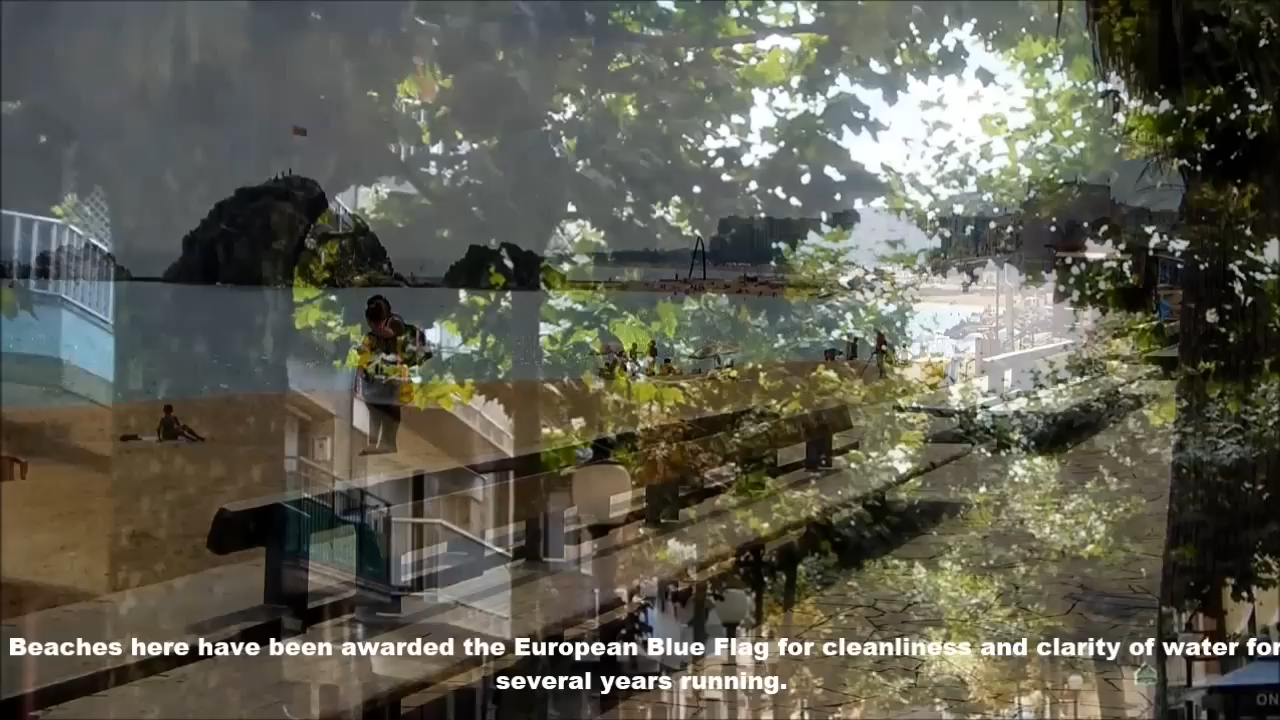 Beaches here have been awarded the European Blue Flag for cleanliness and clarity of water for
several years running.
ON